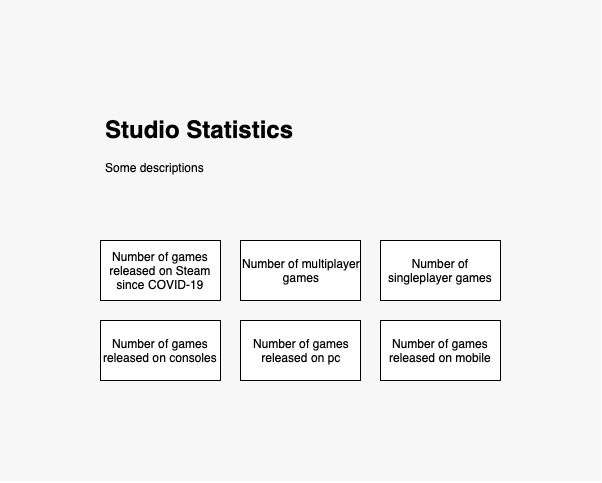 Studio Statistics
Some descriptions
Number of games
released on Steam
since COVID-19
Number of multiplayer
games
Number of
singleplayer games
Number of games
released on consoles
Number of games
released on pc
Number of games
released on mobile